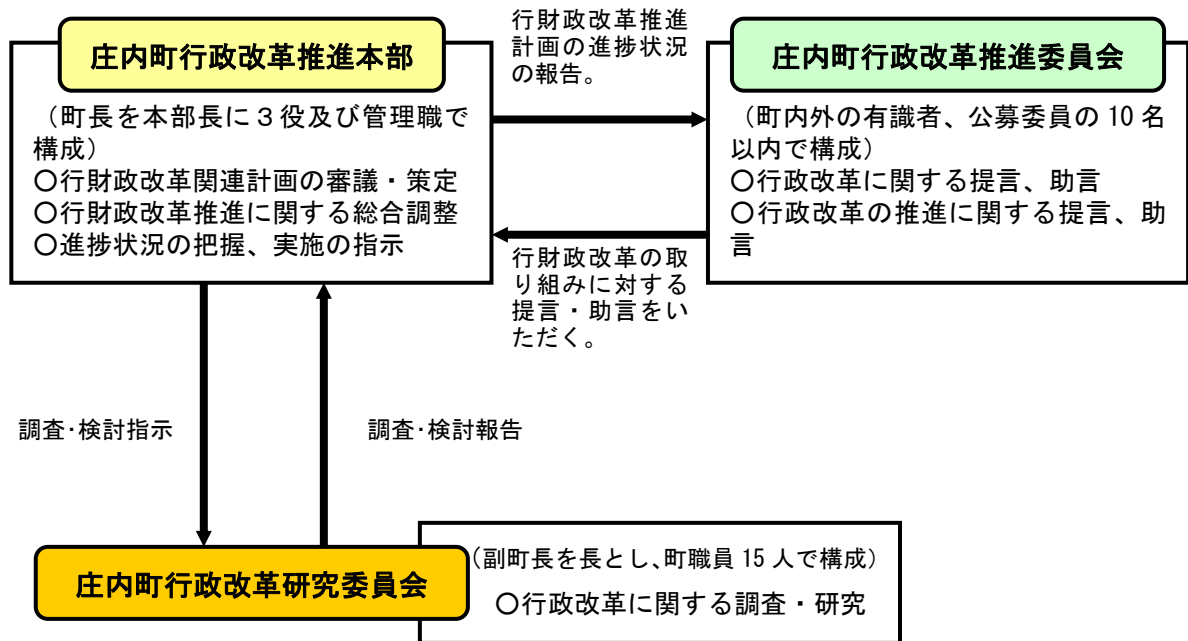 庄内町行政改革推進本部
（町長を本部長に３役及び管理職で
構成）
〇行財政改革関連計画の審議・策定
〇行財政改革推進に関する総合調整
〇進捗状況の把握、実施の指示
行財政改革推進
計画の進捗状況
の報告。
庄内町行政改革推進委員会
（町内外の有識者、公募委員の 10 名
以内で構成）
〇行政改革に関する提言、助言
〇行政改革の推進に関する提言、助
言
行財政改革の取
り組みに対する
提言・助言をい
ただく。
調査･検討指示
調査･検討報告
庄内町行政改革研究委員会
（副町長を長とし､町職員 15 人で構成）
〇行政改革に関する調査・研究